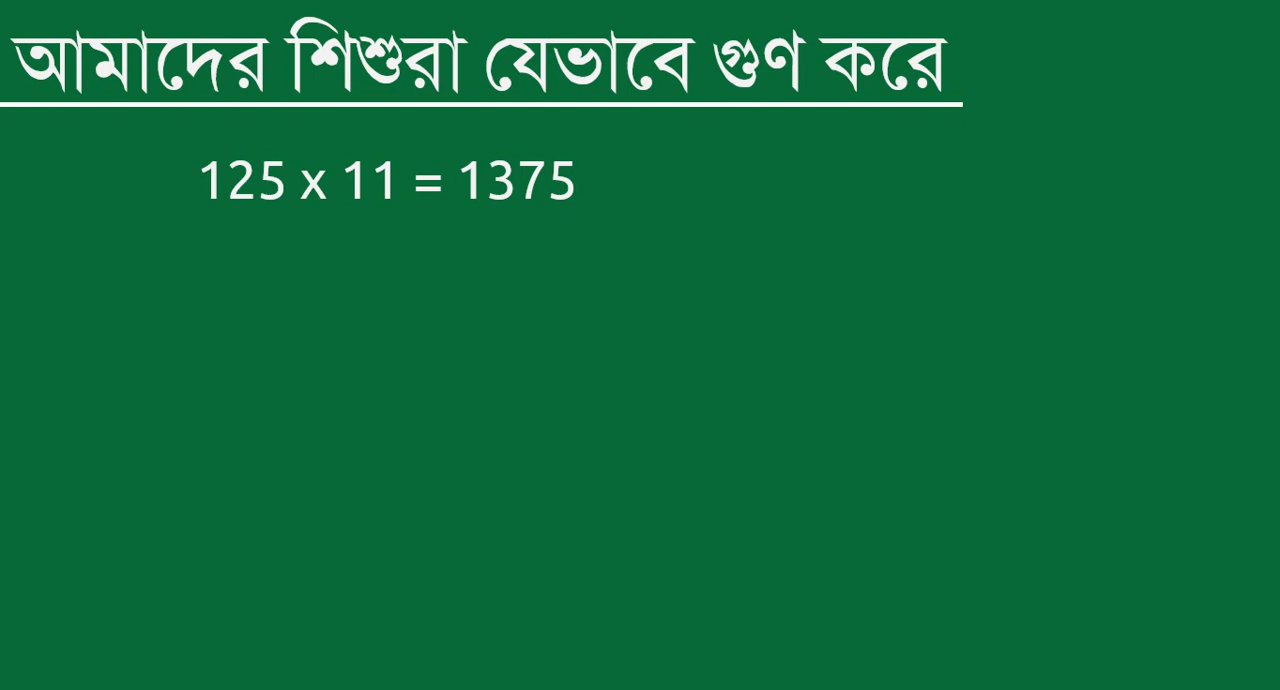 আমাদের শিশুরা যেভাবে গুণ করে
125 x 11 = 1375